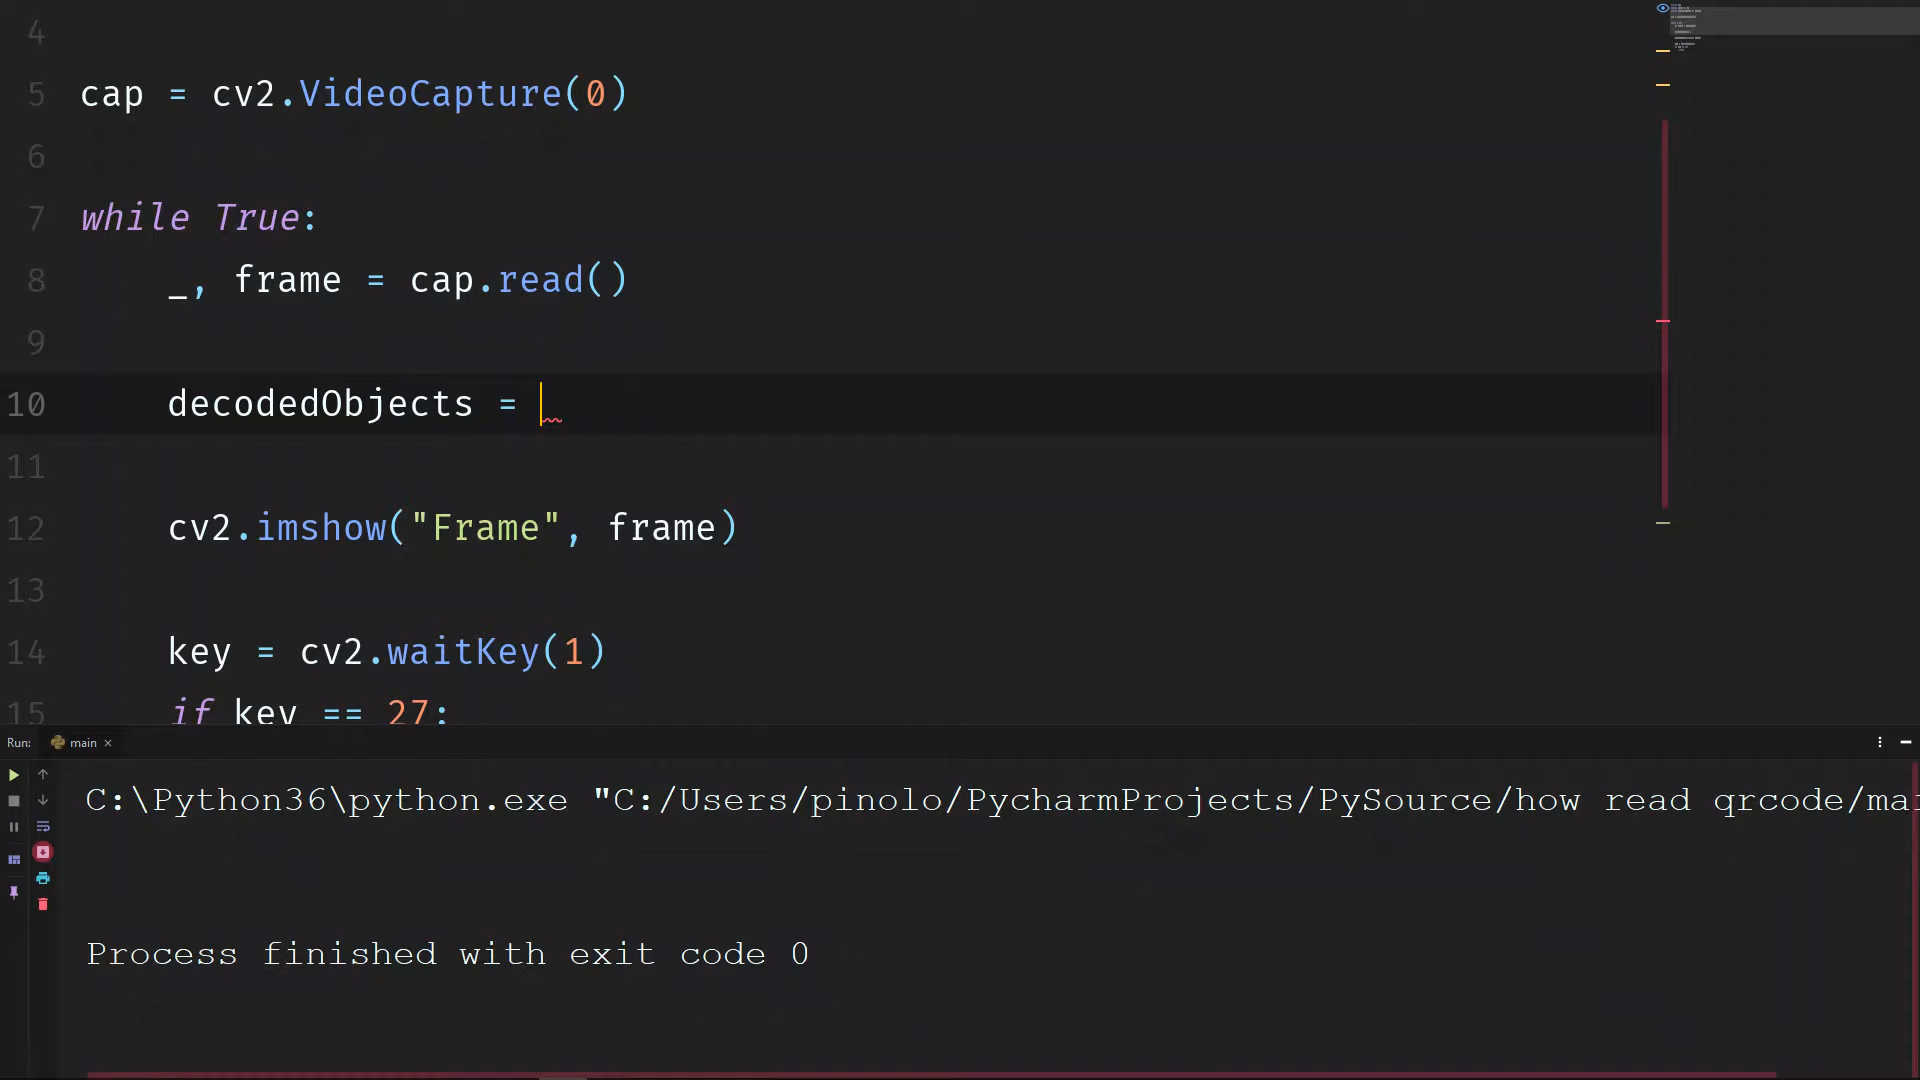 4
5 cap = cv2.VideoCapture(0)
6
7 while True:
8 _, frame = cap.read()
9
10 decodedObjects =
11
12 cv2.imshow("Frame", frame)
13
14 key = cv2.waitKey(1)
15 if key == 27:
Run: main ×
C:\Python36\python.exe "C:/Users/pinolo/PycharmProjects/PySource/how read qrcode/mai
Process finished with exit code 0